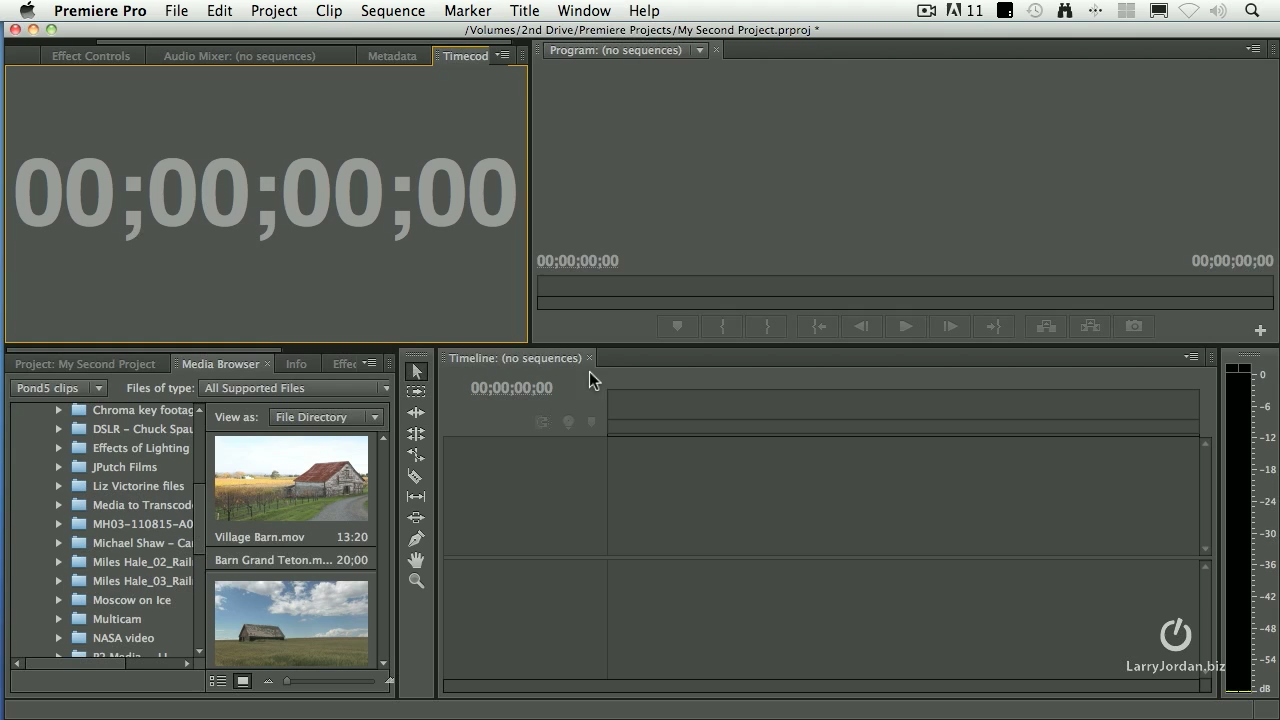 Premiere Pro File Edit Project Clip Sequence Marker Title Window Help 11
/Volumes/2nd Drive/Premiere Projects/My Second Project.prproj *
Effect Controls Audio Mixer: (no sequences) Metadata Timecod
Program: (no sequences)
00;00;00;00
00;00;00;00 00;00;00;00
Project: My Second Project Media Browser Info Effec
Pond5 clips Files of type: All Supported Files
View as: File Directory
Chroma key footag
DSLR - Chuck Spau
Effects of Lighting
JPutch Films
Liz Victorine files
Media to Transcod
MH03-110815-A0
Michael Shaw - Ca
Miles Hale_02_Rail
Miles Hale_03_Rail
Moscow on Ice
Multicam
NASA video
Village Barn.mov 13:20
Barn Grand Teton.m... 20;00
Timeline: (no sequences)
00;00;00;00
0
-6
-12
-18
-24
-30
-36
-42
-48
-54
dB
LarryJordan.biz